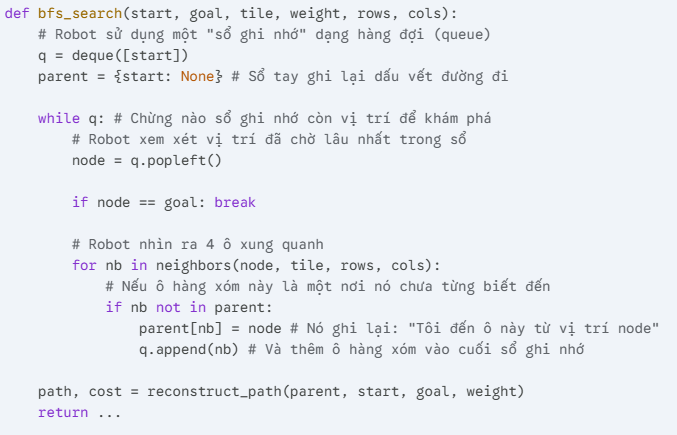 def bfs_search(start, goal, tile, weight, rows, cols):
    # Robot sử dụng một "sổ ghi nhớ" dạng hàng đợi (queue)
    q = deque([start])
    parent = {start: None} # Sổ tay ghi lại dấu vết đường đi

    while q: # Chừng nào sổ ghi nhớ còn vị trí để khám phá
        # Robot xem xét vị trí đã chờ lâu nhất trong sổ
        node = q.popleft()

        if node == goal: break

        # Robot nhìn ra 4 ô xung quanh
        for nb in neighbors(node, tile, rows, cols):
            # Nếu ô hàng xóm này là một nơi nó chưa từng biết đến
            if nb not in parent:
                parent[nb] = node # Nó ghi lại: "Tôi đến ô này từ vị trí node"
                q.append(nb) # Và thêm ô hàng xóm vào cuối sổ ghi nhớ

    path, cost = reconstruct_path(parent, start, goal, weight)
    return ...